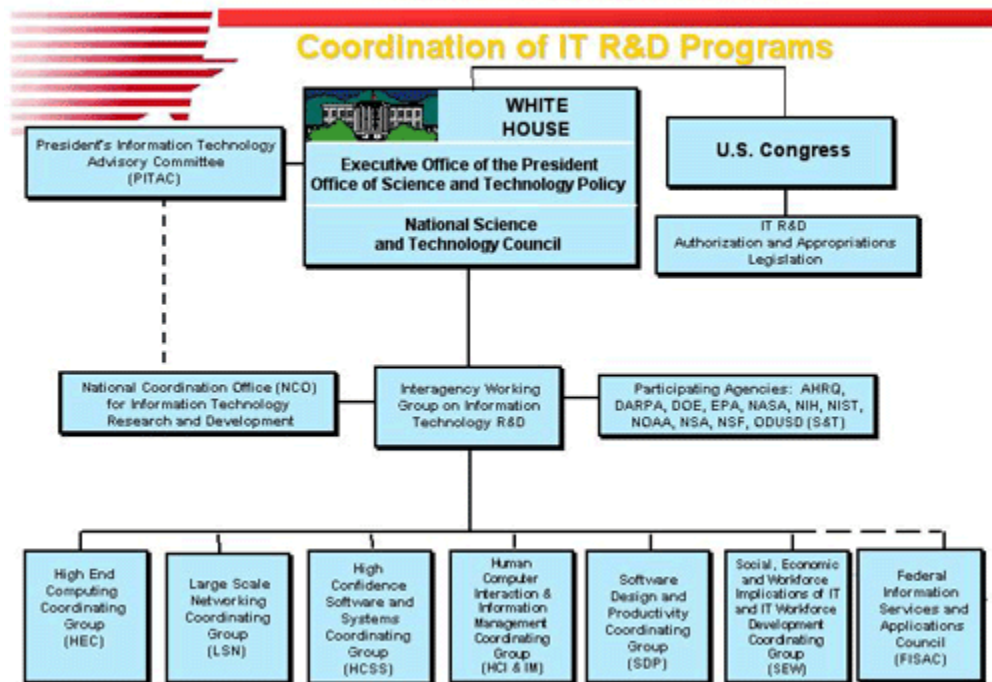 Coordination of IT R&D Programs
WHITE
HOUSE
Executive Office of the President
Office of Science and Technology Policy
National Science
and Technology Council
President's Information Technology
Advisory Committee
(PITAC)
U.S. Congress
IT R&D
Authorization and Appropriations
Legislation
National Coordination Office (NCO)
for Information Technology
Research and Development
Interagency Working
Group on Information
Technology R&D
Participating Agencies: AHRQ,
DARPA, DOE, EPA, NASA, NIH, NIST,
NOAA, NSA, NSF, ODUSD (S&T)
High End
Computing
Coordinating
Group
(HEC)
Large Scale
Networking
Coordinating
Group
(LSN)
High
Confidence
Software and
Systems
Coordinating
Group
(HCSS)
Human
Computer
Interaction &
Information
Management
Coordinating
Group
(HCI & IM)
Software
Design and
Productivity
Coordinating
Group
(SDP)
Social, Economic
and Workforce
Implications of IT
and IT Workforce
Development
Coordinating
Group
(SEW)
Federal
Information
Services and
Applications
Council
(FISAC)